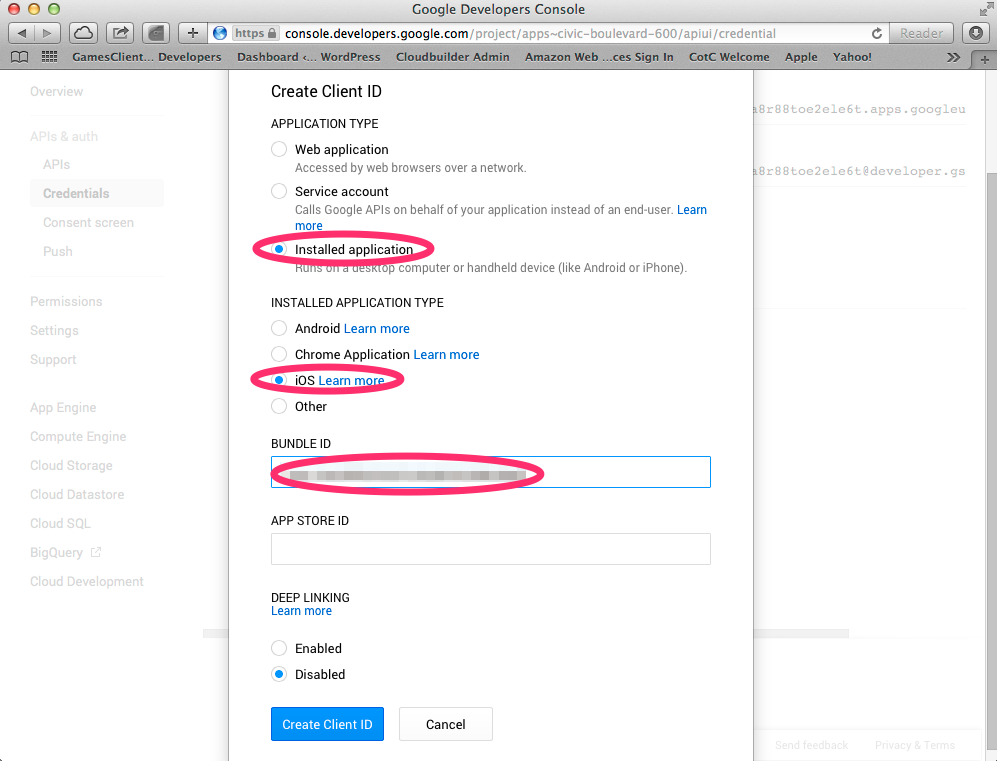 Google Developers Console
https console.developers.google.com/project/apps~civic-boulevard-600/apiui/credential Reader
GamesClient... Developers Dashboard <... WordPress Cloudbuilder Admin Amazon Web ...ces Sign In CotC Welcome Apple Yahoo!
Overview
APIs & auth
APIs
Credentials
Consent screen
Push
Permissions
Settings
Support
App Engine
Compute Engine
Cloud Storage
Cloud Datastore
Cloud SQL
BigQuery
Cloud Development
Create Client ID
APPLICATION TYPE
Web application
Accessed by web browsers over a network.
Service account
Calls Google APIs on behalf of your application instead of an end-user. Learn
more
Installed application
Runs on a desktop computer or handheld device (like Android or iPhone).
INSTALLED APPLICATION TYPE
Android Learn more
Chrome Application Learn more
iOS Learn more
Other
BUNDLE ID
APP STORE ID
DEEP LINKING
Learn more
Enabled
Disabled
Create Client ID Cancel
a8r88toe2ele6t.apps.googleu
a8r88toe2ele6t@developer.gs
Send feedback Privacy & Terms